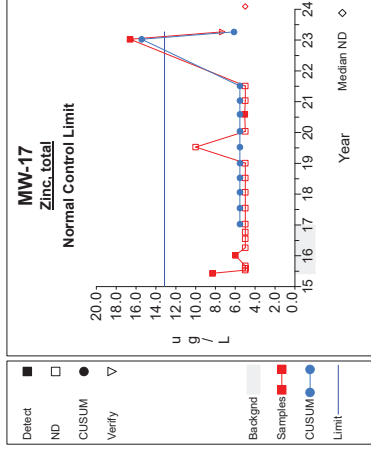 MW-17
Zinc, total
Normal Control Limit
20.0
18.0
16.0
14.0
12.0
10.0
8.0
6.0
4.0
2.0
0.0
u g / L
15 16 17 18 19 20 21 22 23 24
Year
Median ND
Detect
ND
CUSUM
Verify
Backgnd
Samples
CUSUM
Limit